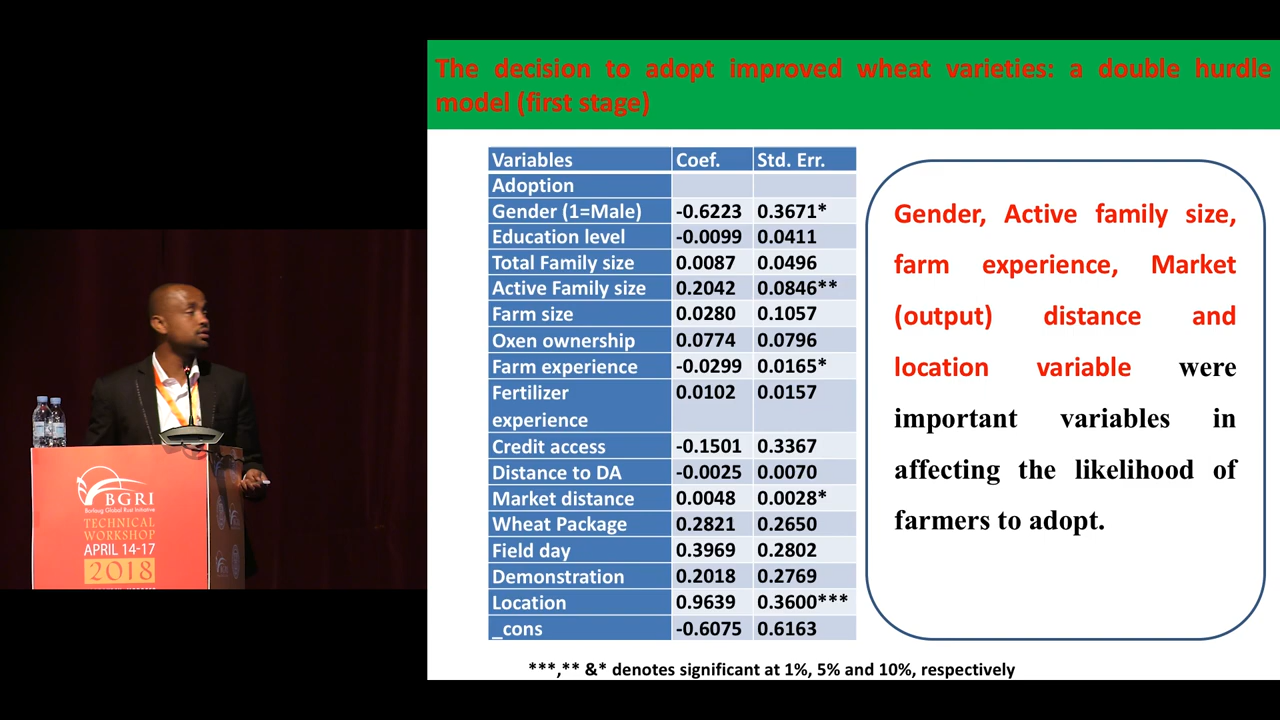 The decision to adopt improved wheat varieties: a double hurdle
model (first stage)
Variables Coef. Std. Err.
Adoption
Gender (1=Male) -0.6223 0.3671*
Education level -0.0099 0.0411
Total Family size 0.0087 0.0496
Active Family size 0.2042 0.0846**
Farm size 0.0280 0.1057
Oxen ownership 0.0774 0.0796
Farm experience -0.0299 0.0165*
Fertilizer 0.0102 0.0157
experience
Credit access -0.1501 0.3367
Distance to DA -0.0025 0.0070
Market distance 0.0048 0.0028*
Wheat Package 0.2821 0.2650
Field day 0.3969 0.2802
Demonstration 0.2018 0.2769
Location 0.9639 0.3600***
_cons -0.6075 0.6163
***,** &* denotes significant at 1%, 5% and 10%, respectively
Gender, Active family size,
farm experience, Market
(output) distance and
location variable were
important variables in
affecting the likelihood of
farmers to adopt.
BGRI
Borlaug Global Rust Initiative
TECHNICAL
WORKSHOP
APRIL 14-17
2018